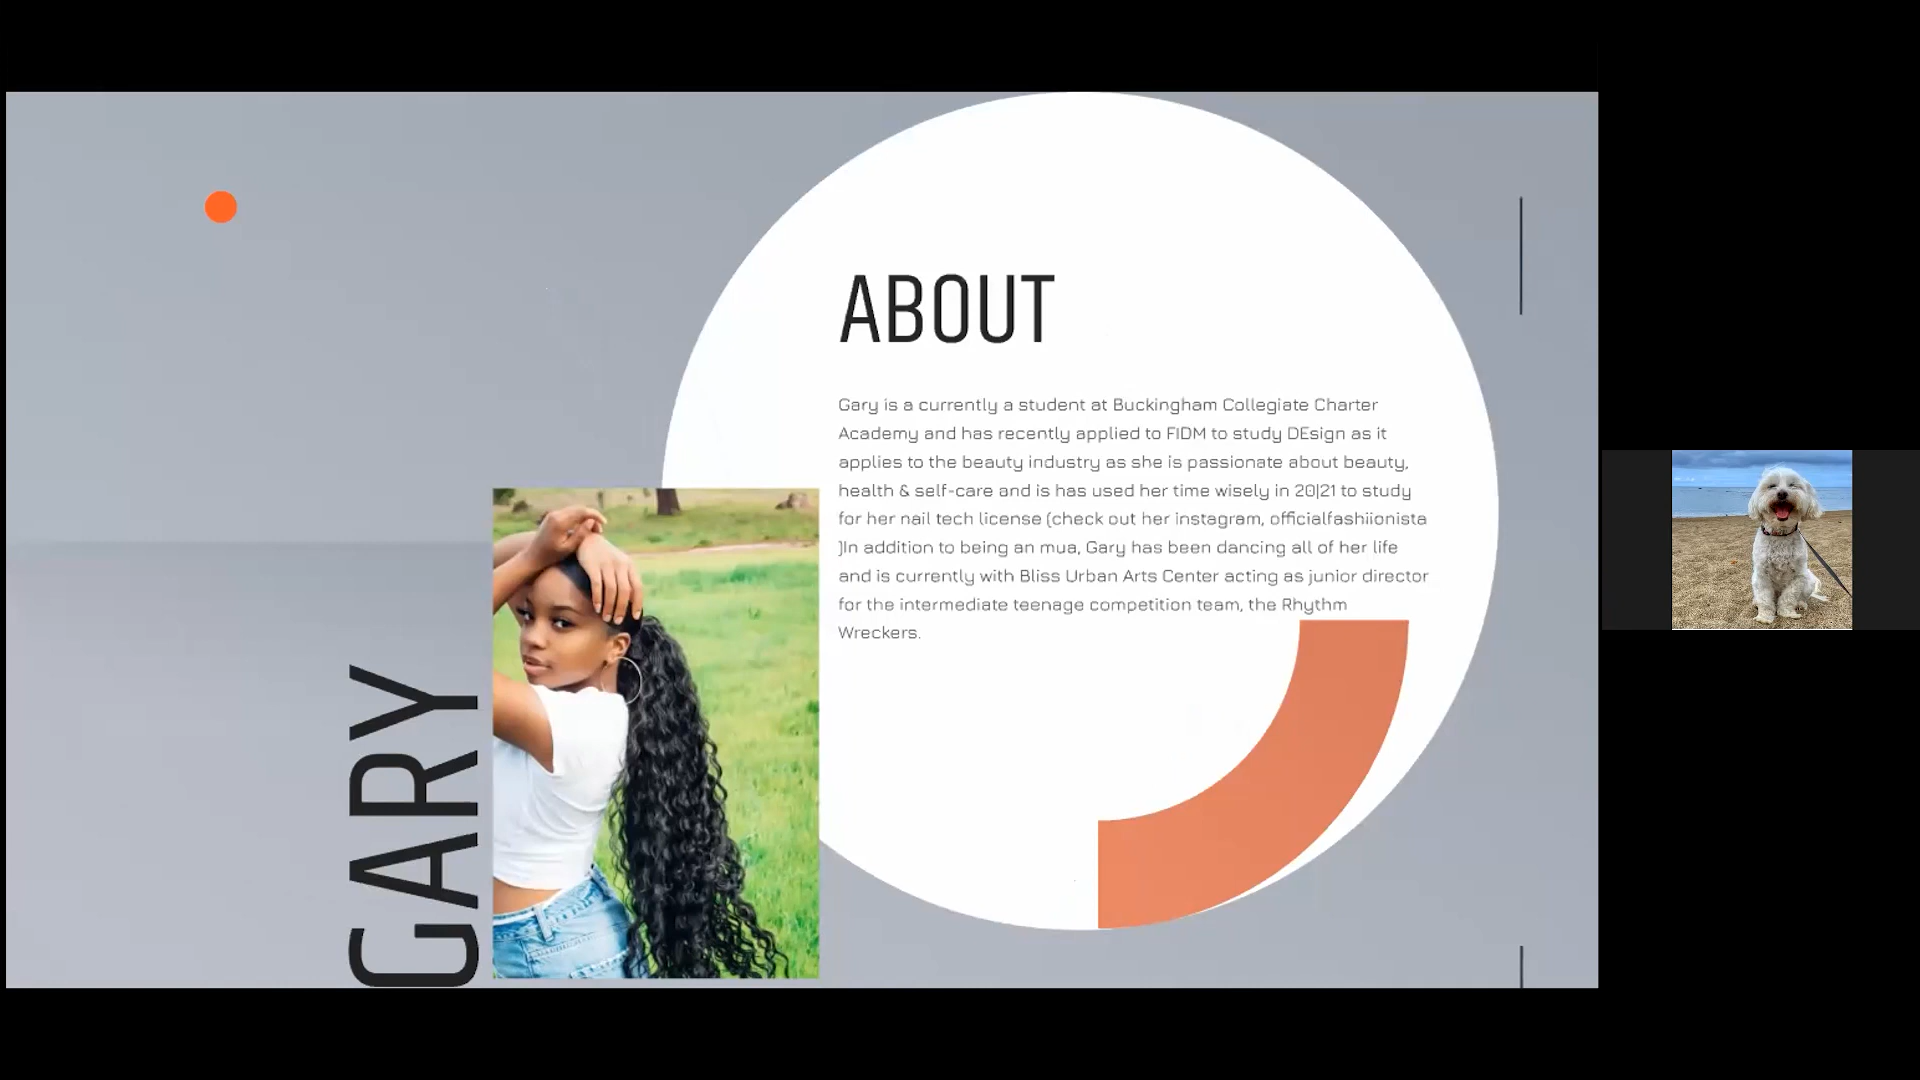 ABOUT
Gary is a currently a student at Buckingham Collegiate Charter
Academy and has recently applied to FIDM to study DEsign as it
applies to the beauty industry as she is passionate about beauty,
health & self-care and is has used her time wisely in 20|21 to study
for her nail tech license (check out her instagram, officialfashiionista
)In addition to being an mua, Gary has been dancing all of her life
and is currently with Bliss Urban Arts Center acting as junior director
for the intermediate teenage competition team, the Rhythm
Wreckers.
GARY